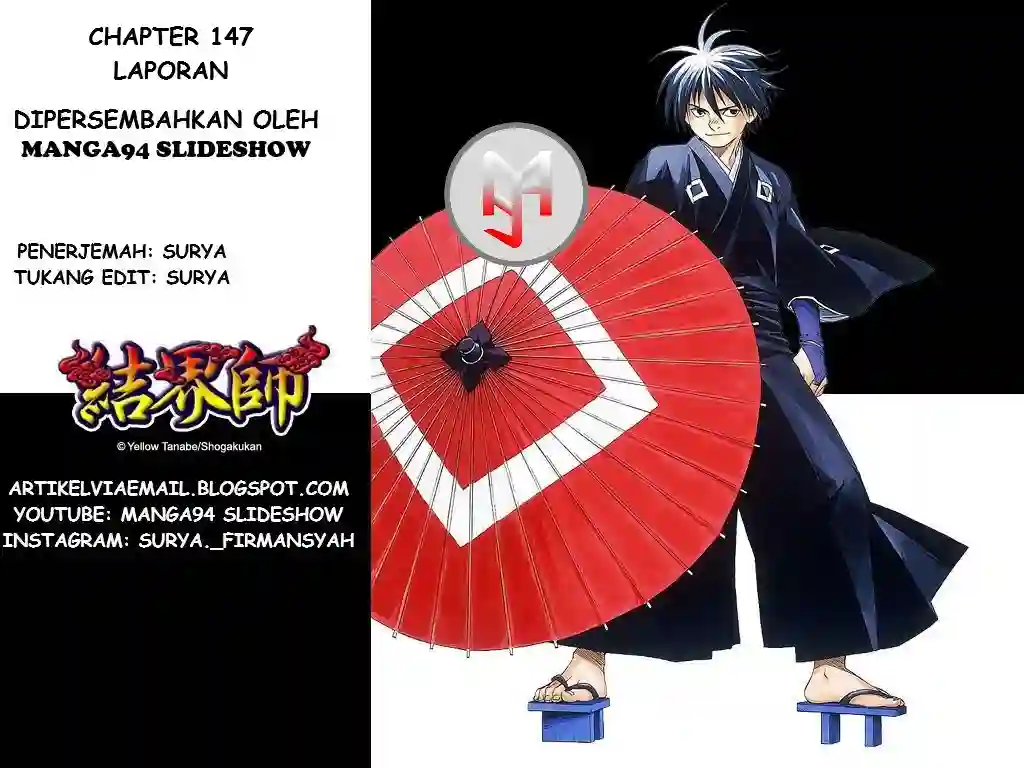 CHAPTER 147
LAPORAN
DIPERSEMBAHKAN OLEH
MANGA94 SLIDESHOW
PENERJEMAH: SURYA
TUKANG EDIT: SURYA
結界師
© Yellow Tanabe/Shogakukan
ARTIKELVIAEMAIL.BLOGSPOT.COM
YOUTUBE: MANGA94 SLIDESHOW
INSTAGRAM: SURYA._FIRMANSYAH